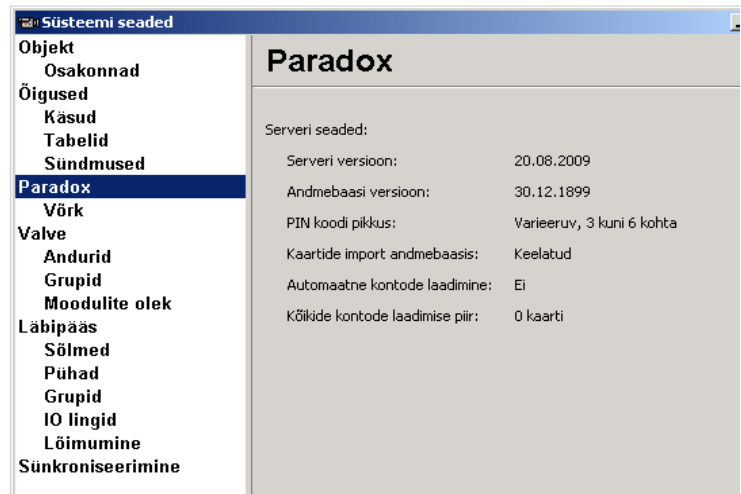 Süsteemi seaded
Objekt
Osakonnad
Õigused
Käsud
Tabelid
Sündmused
Paradox
Võrk
Valve
Andurid
Grupid
Moodulite olek
Läbipääs
Sõlmed
Pühad
Grupid
IO lingid
Lõimumine
Sünkroniseerimine
Paradox
Serveri seaded:
Serveri versioon: 20.08.2009
Andmebaasi versioon: 30.12.1899
PIN koodi pikkus: Varieeruv, 3 kuni 6 kohta
Kaartide import andmebaasis: Keelatud
Automaatne kontode laadimine: Ei
Kõikide kontode laadimise piir: 0 kaarti